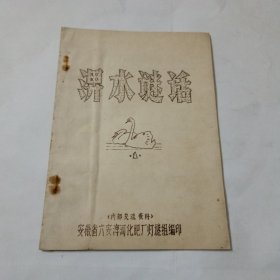 淠水谜话
6
（内部交流 资料）
安徽省六安淠河化肥厂灯谜组编印